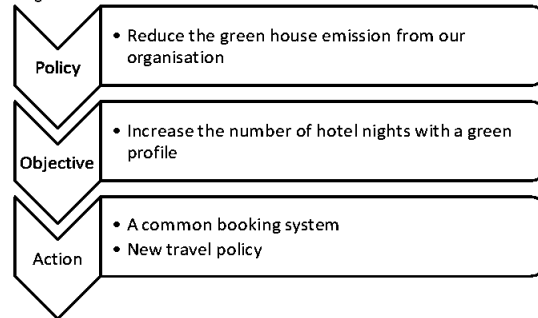 Policy
• Reduce the green house emission from our
organisation
Objective
• Increase the number of hotel nights with a green
profile
Action
• A common booking system
• New travel policy